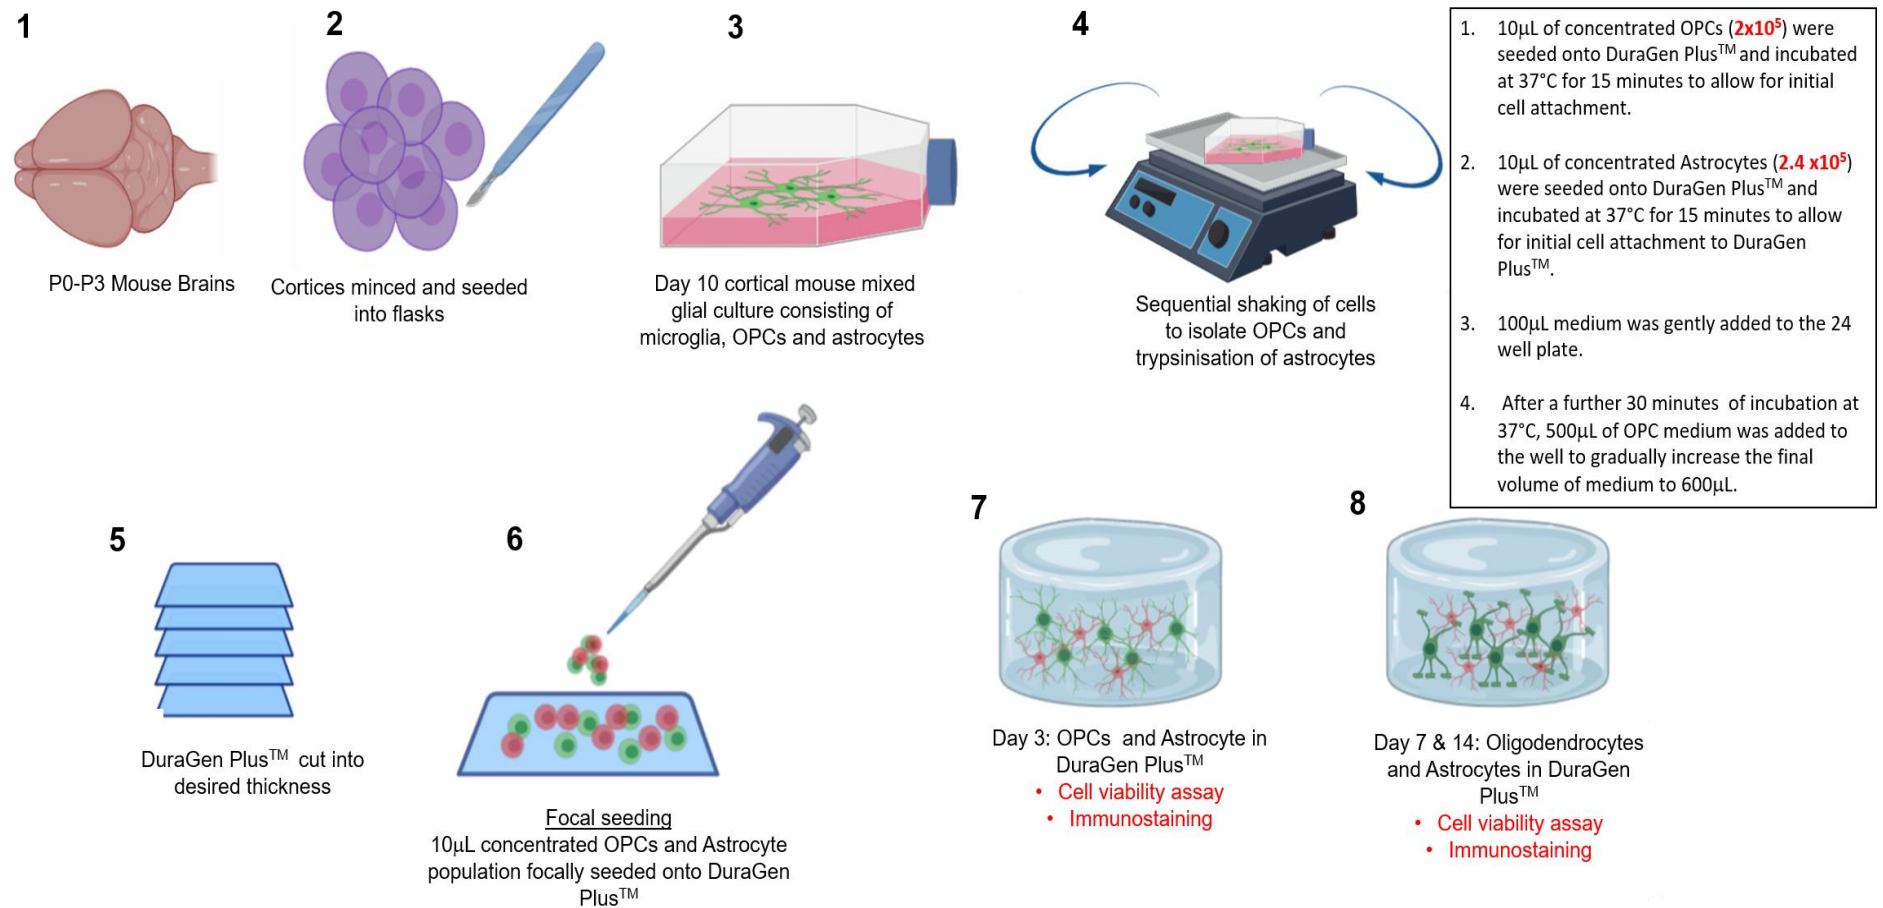 1
P0-P3 Mouse Brains
2
Cortices minced and seeded
into flasks
3
Day 10 cortical mouse mixed
glial culture consisting of
microglia, OPCs and astrocytes
4
Sequential shaking of cells
to isolate OPCs and
trypsinisation of astrocytes
1. 10µL of concentrated OPCs (2x10⁵) were
seeded onto DuraGen Plus™ and incubated
at 37°C for 15 minutes to allow for initial
cell attachment.
2. 10µL of concentrated Astrocytes (2.4 x10⁵)
were seeded onto DuraGen Plus™ and
incubated at 37°C for 15 minutes to allow
for initial cell attachment to DuraGen
Plus™.
3. 100µL medium was gently added to the 24
well plate.
4. After a further 30 minutes of incubation at
37°C, 500µL of OPC medium was added to
the well to gradually increase the final
volume of medium to 600µL.
5
DuraGen Plus™ cut into
desired thickness
6
Focal seeding
10µL concentrated OPCs and Astrocyte
population focally seeded onto DuraGen
Plus™
7
Day 3: OPCs and Astrocyte in
DuraGen Plus™
• Cell viability assay
• Immunostaining
8
Day 7 & 14: Oligodendrocytes
and Astrocytes in DuraGen
Plus™
• Cell viability assay
• Immunostaining